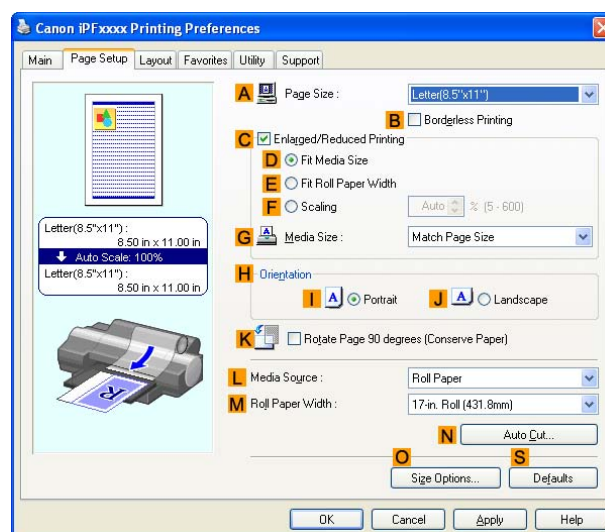 Canon iPFxxxx Printing Preferences
Main Page Setup Layout Favorites Utility Support
A Page Size : Letter(8.5"x11")
B Borderless Printing
C Enlarged/Reduced Printing
D Fit Media Size
E Fit Roll Paper Width
F Scaling Auto % (5 - 600)
G Media Size : Match Page Size
Letter(8.5"x11") :
8.50 in x 11.00 in
Auto Scale: 100%
Letter(8.5"x11") :
8.50 in x 11.00 in
H Orientation
I A Portrait J A Landscape
K Rotate Page 90 degrees (Conserve Paper)
R
L Media Source : Roll Paper
M Roll Paper Width : 17-in. Roll (431.8mm)
N Auto Cut...
O S
Size Options... Defaults
OK Cancel Apply Help